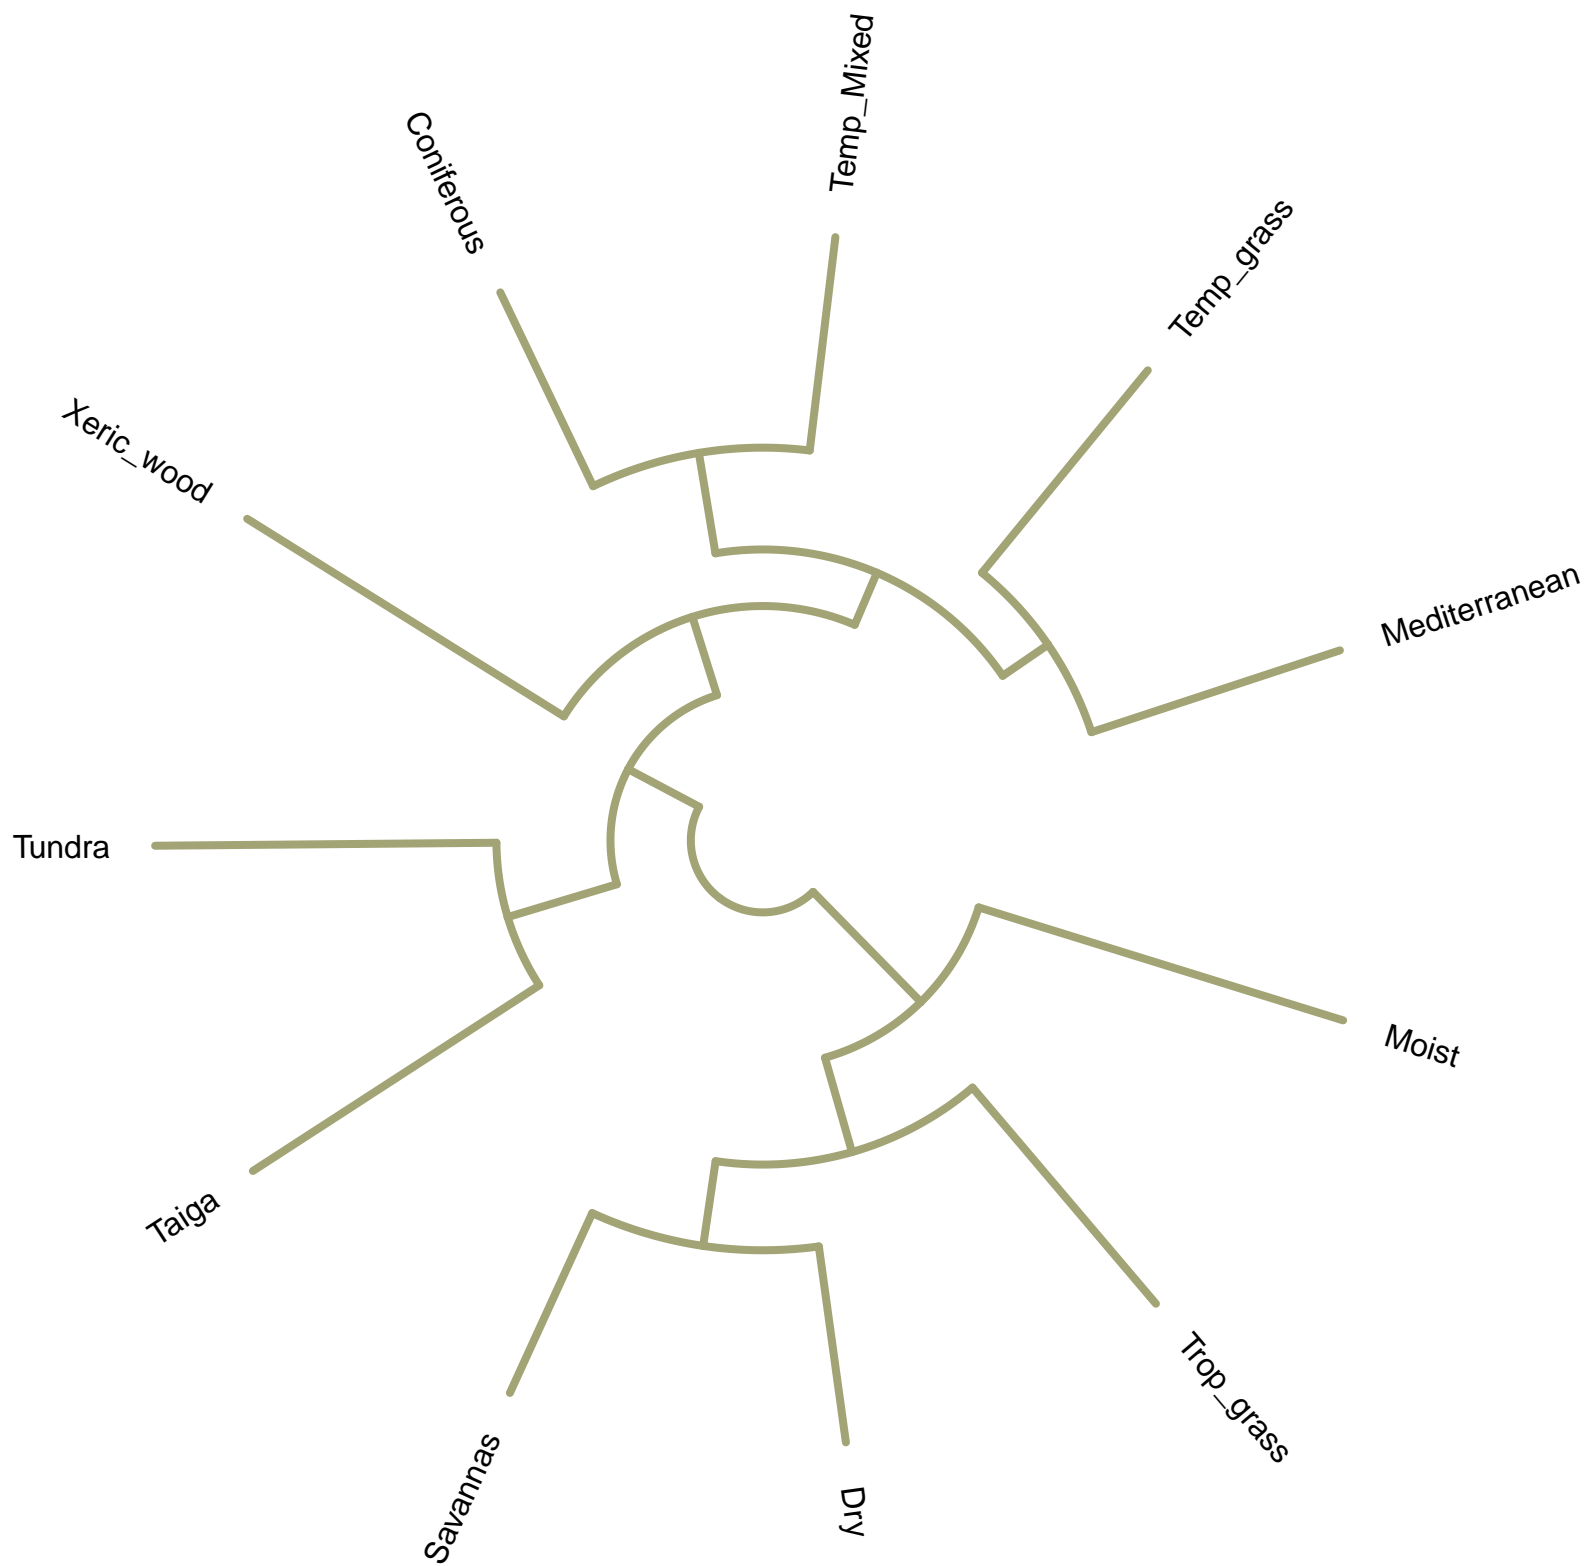 Temp_Mixed
Coniferous
Temp_grass
Xeric_wood
Mediterranean
Tundra
Moist
Taiga
Trop_grass
Savannas
Dry